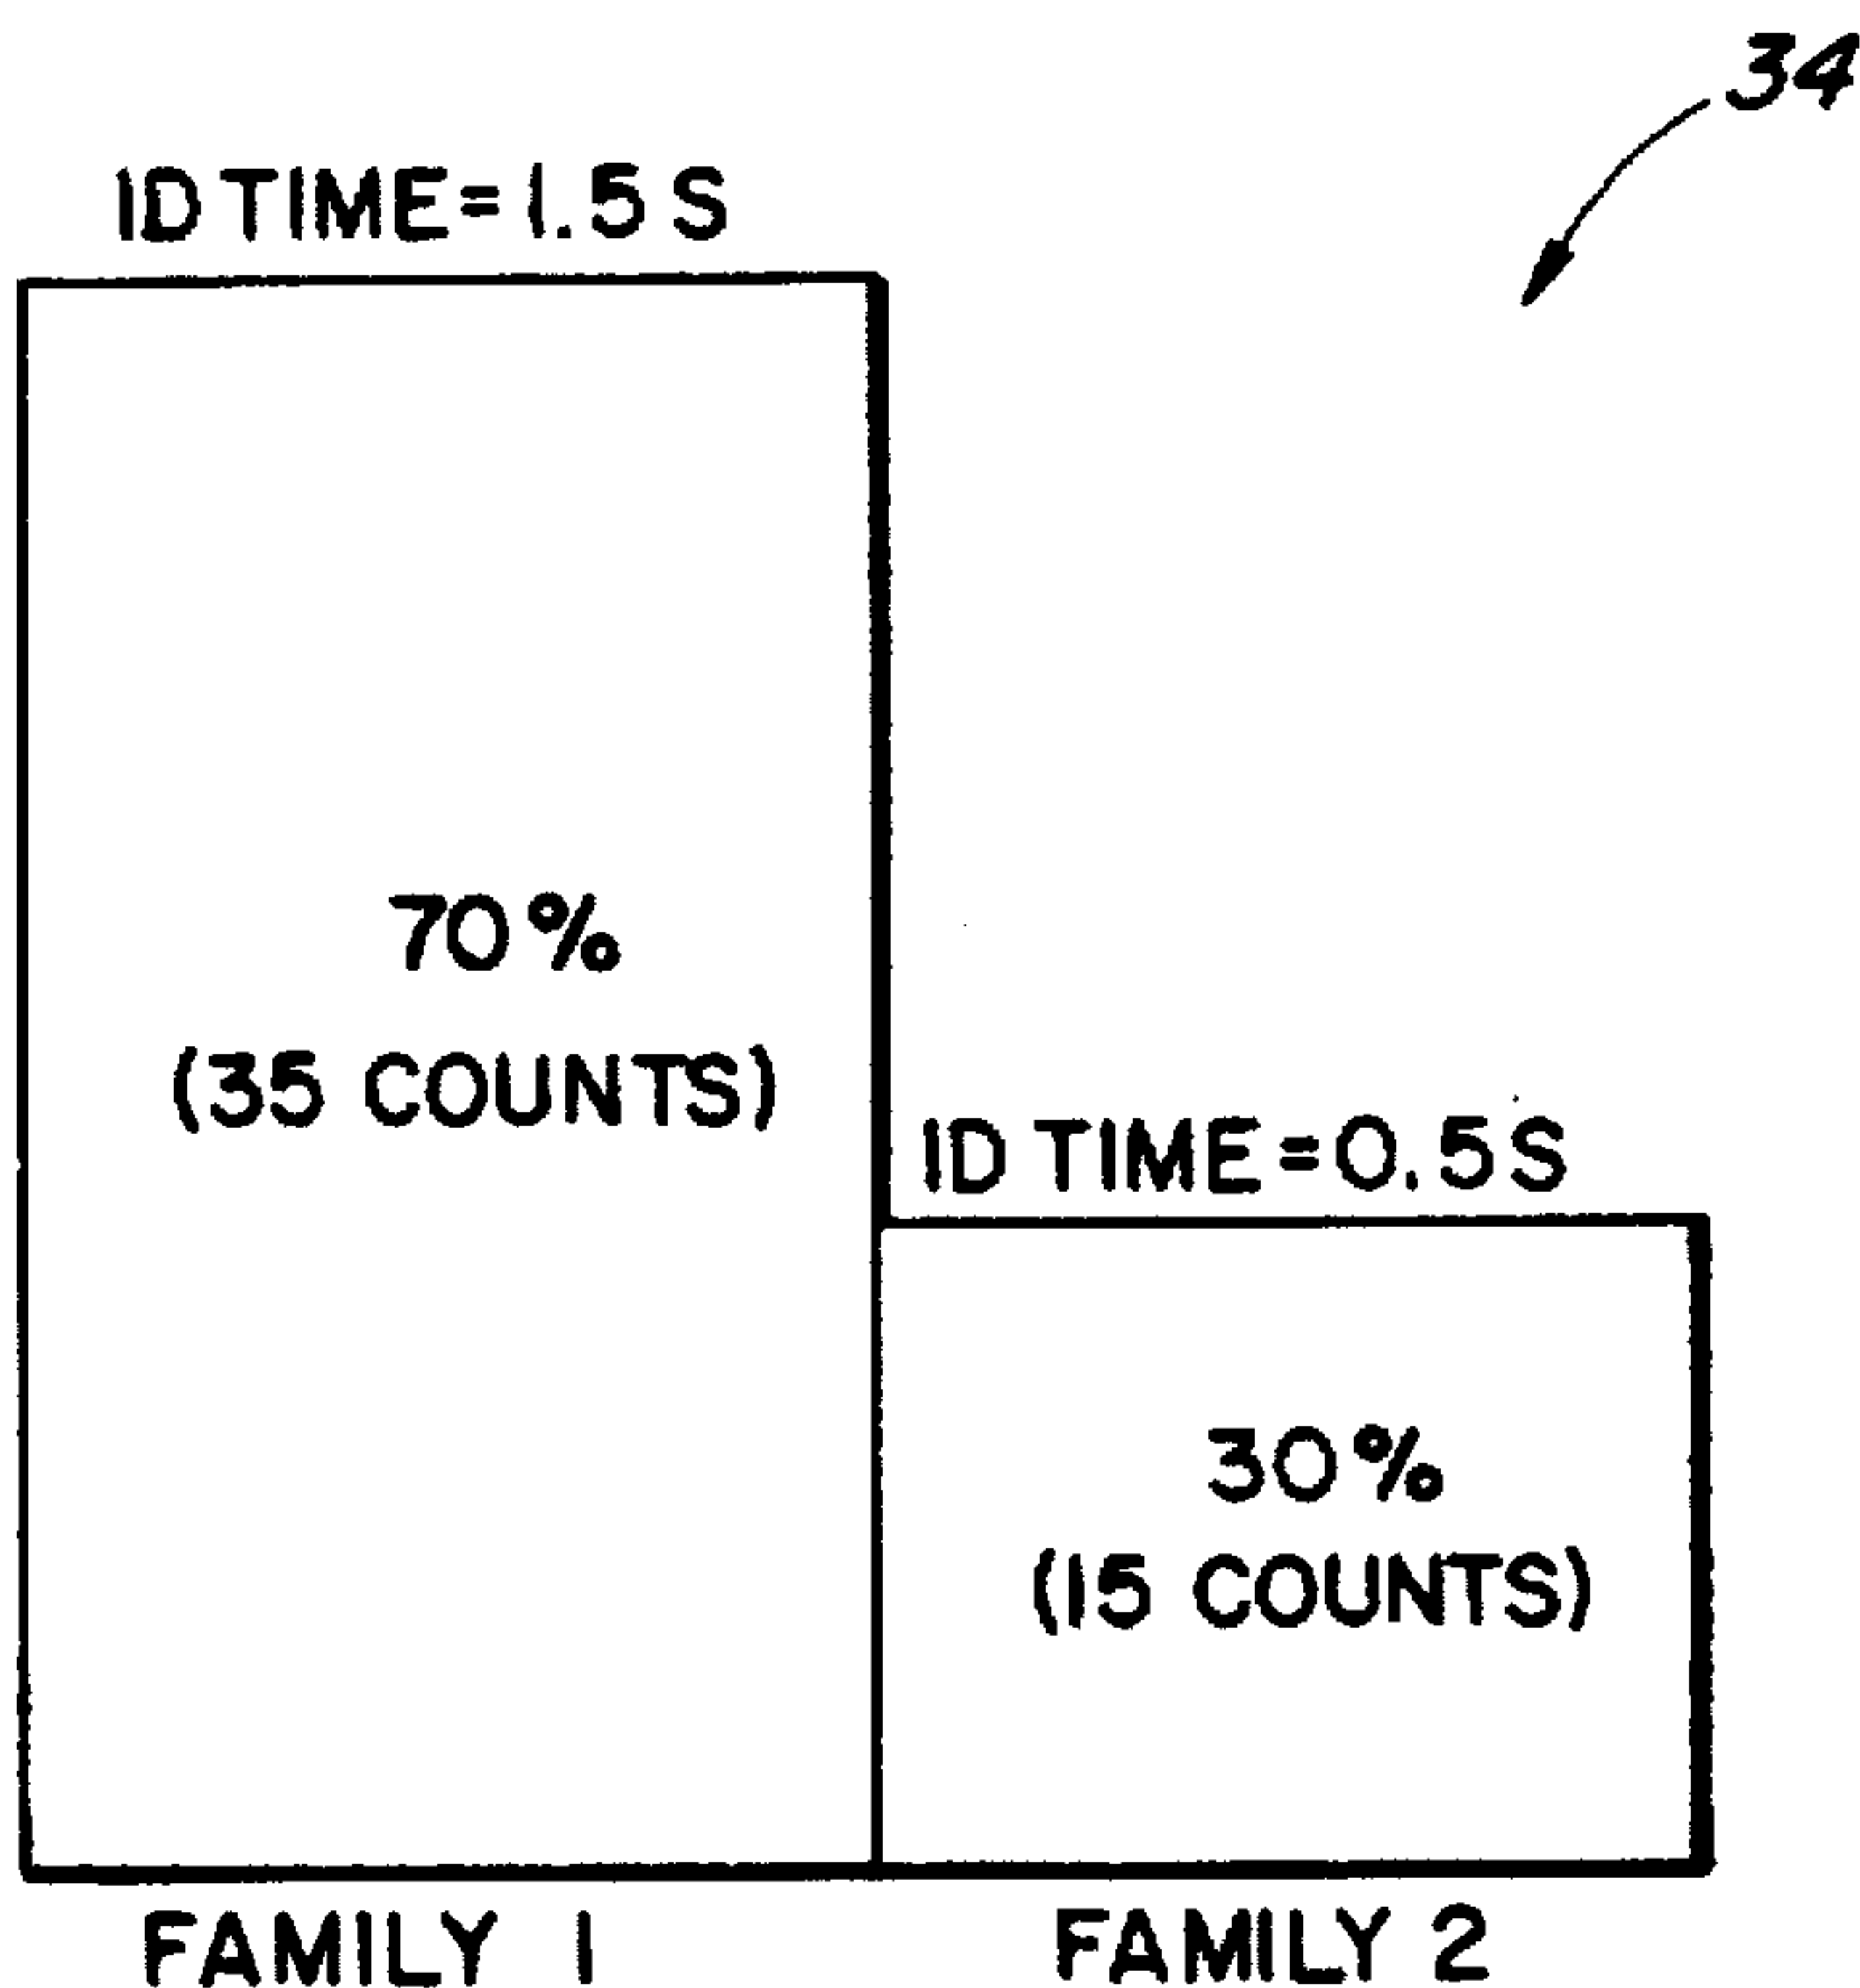 34
ID TIME=1.5 S
70%
(35 COUNTS)
ID TIME=0.5 S
30%
(15 COUNTS)
FAMILY 1
FAMILY 2